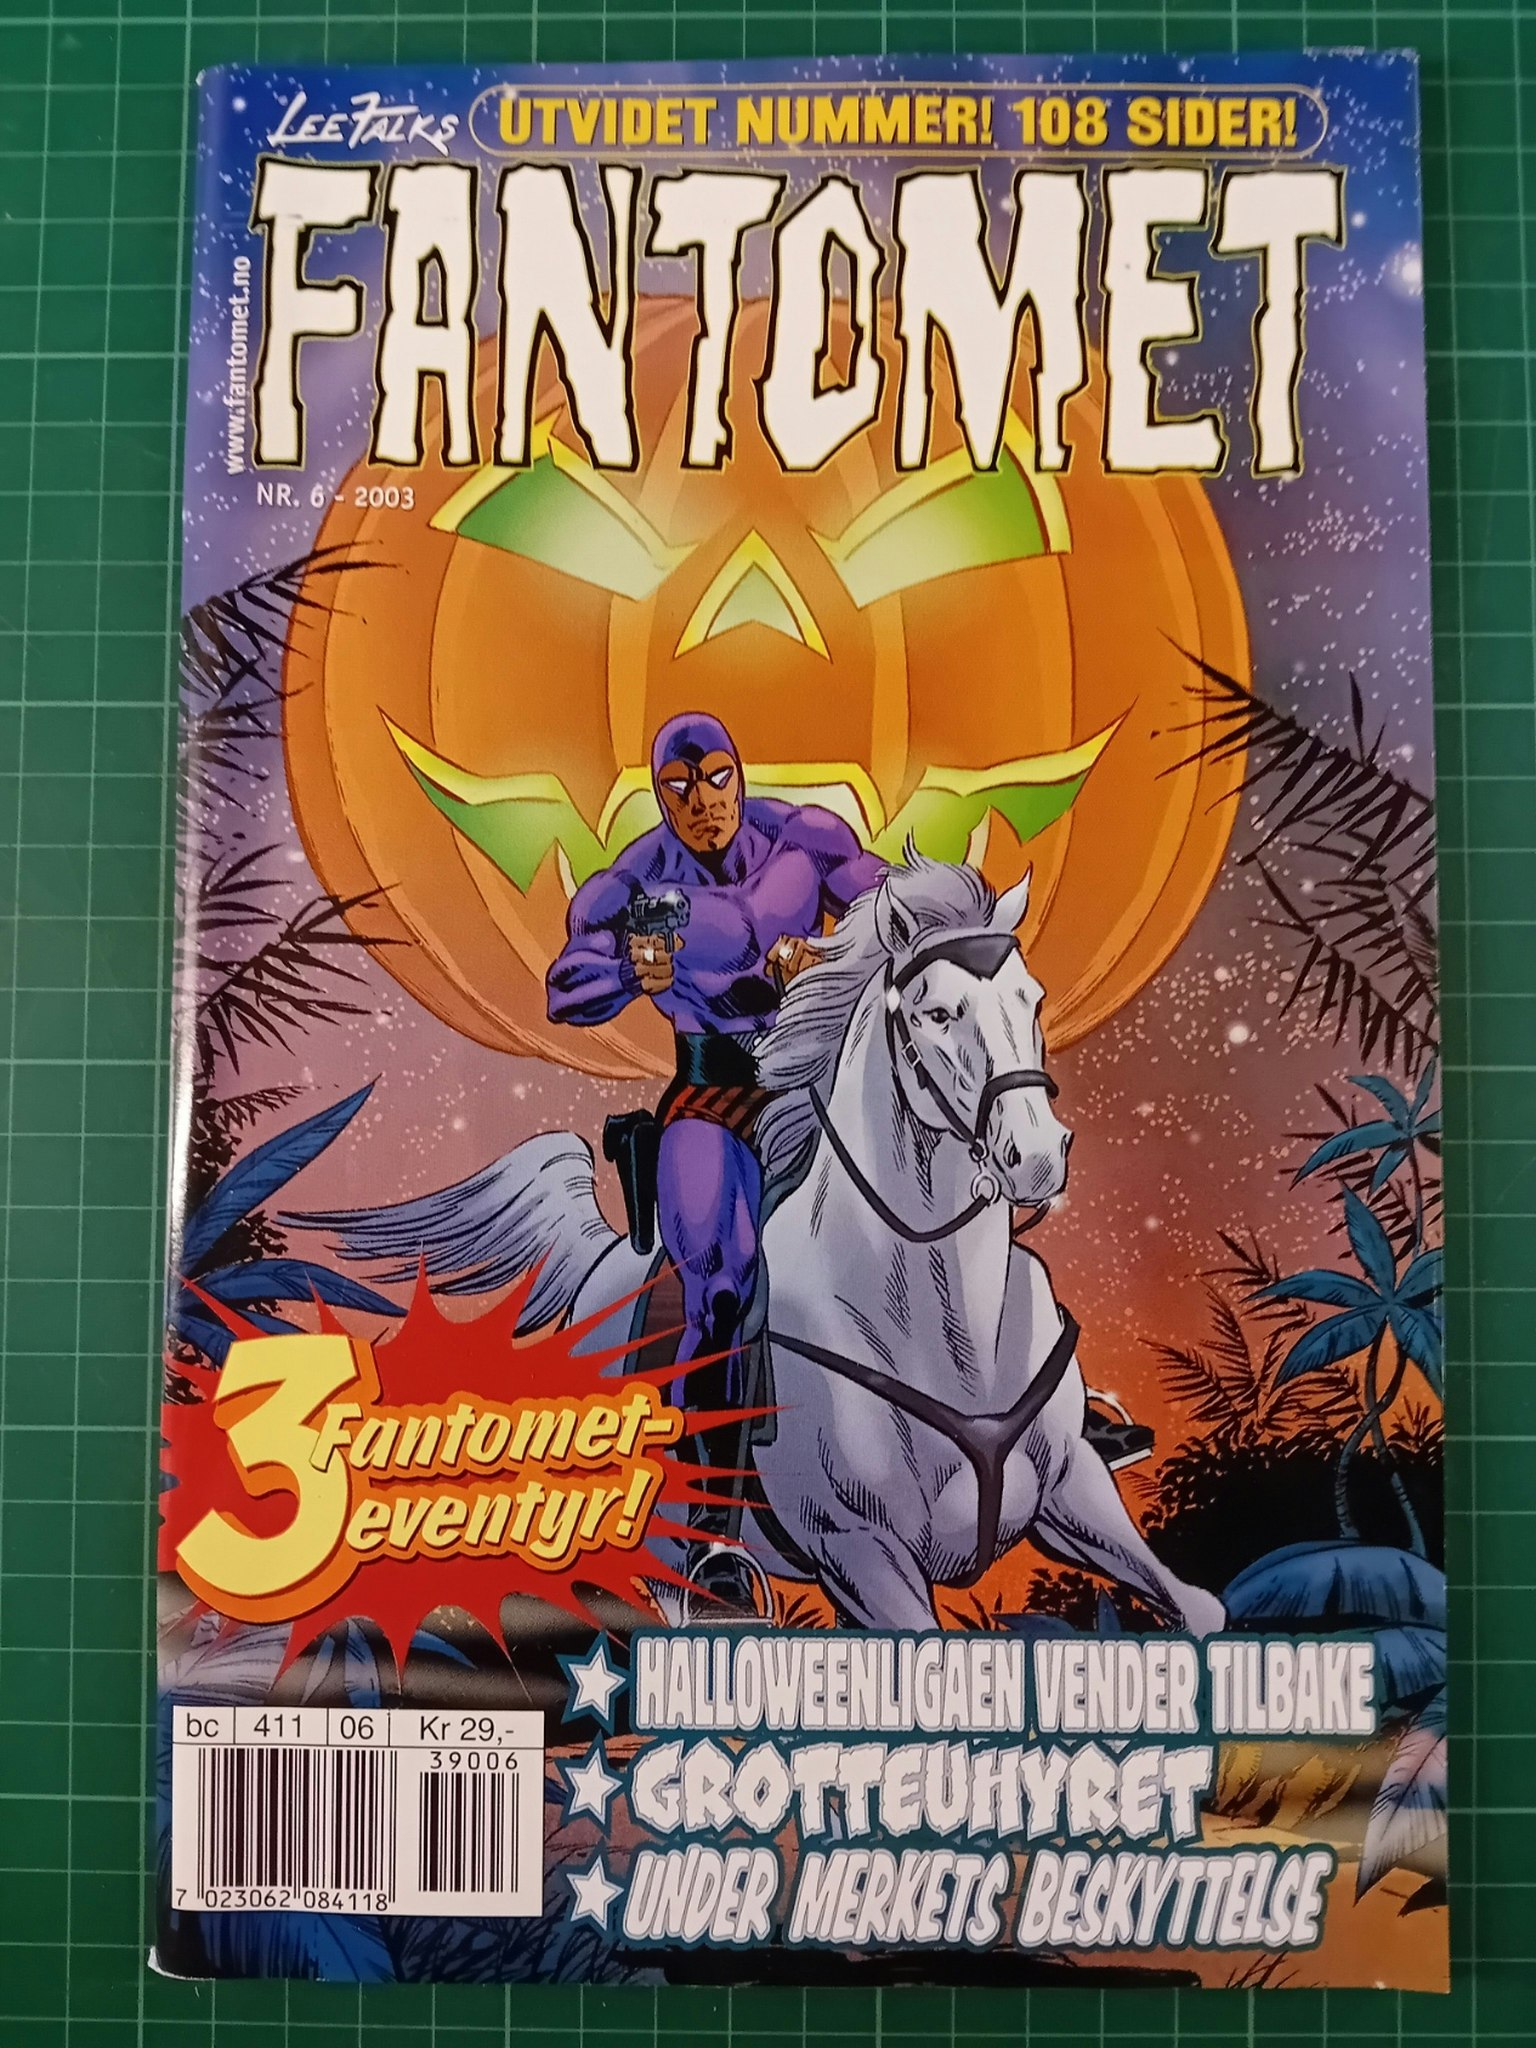 LEE FALKS
UTVIDET NUMMER! 108 SIDER!
FANTOMET
www.fantomet.no
NR. 6 - 2003
3 Fantomet-
eventyr!
HALLOWEENLIGAEN VENDER TILBAKE
GROTTEUHYRET
UNDER MERKETS BESKYTTELSE
bc 411 06 Kr 29,-
39006
7 023062 084118